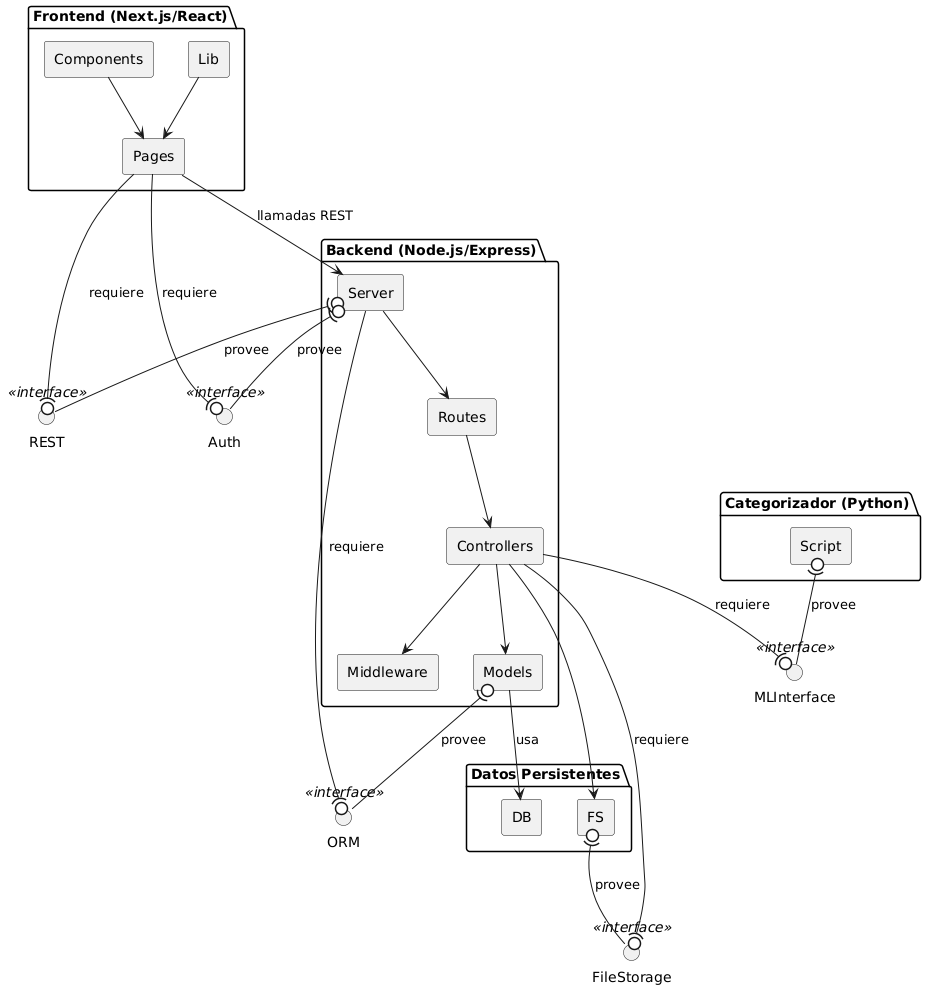 Frontend (Next.js/React)
Components
Lib
Pages
llamadas REST
Backend (Node.js/Express)
Server
requiere
requiere
provee
provee
«interface»
«interface»
REST
Auth
Routes
Categorizador (Python)
Controllers
Script
requiere
requiere
provee
«interface»
Middleware
Models
MLInterface
provee
usa
requiere
Datos Persistentes
«interface»
DB
FS
ORM
provee
«interface»
FileStorage